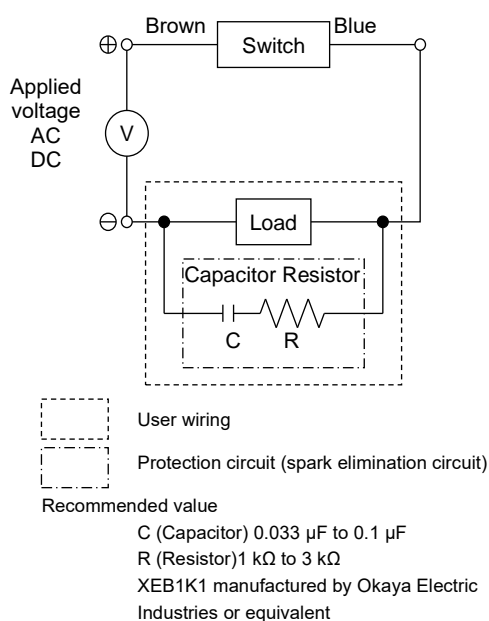 Brown
Blue
⊕
Switch
Applied
voltage
AC
DC
V
⊖
Load
Capacitor Resistor
C
R
User wiring
Protection circuit (spark elimination circuit)
Recommended value
C (Capacitor) 0.033 µF to 0.1 µF
R (Resistor)1 kΩ to 3 kΩ
XEB1K1 manufactured by Okaya Electric
Industries or equivalent